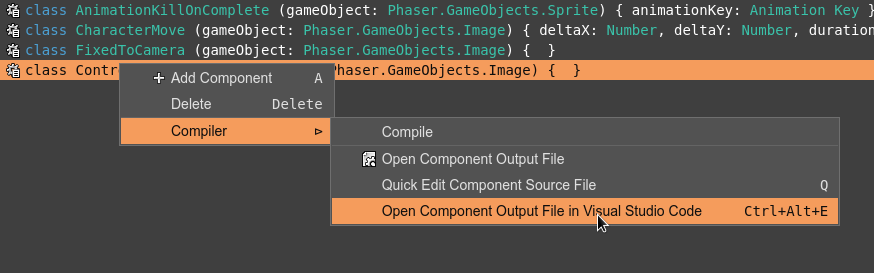 class AnimationKillOnComplete (gameObject: Phaser.GameObjects.Sprite) { animationKey: Animation Key }
class CharacterMove (gameObject: Phaser.GameObjects.Image) { deltaX: Number, deltaY: Number, duration
class FixedToCamera (gameObject: Phaser.GameObjects.Image) {  }
class Contr Phaser.GameObjects.Image) {  }
Add Component A
Delete Delete
Compiler
Compile
Open Component Output File
Quick Edit Component Source File Q
Open Component Output File in Visual Studio Code Ctrl+Alt+E